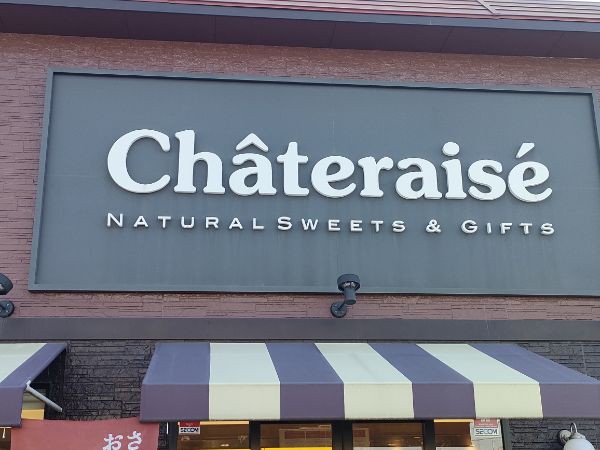 Châteraisé
NATURAL SWEETS & GIFTS
おさ
SECOM
SECOM